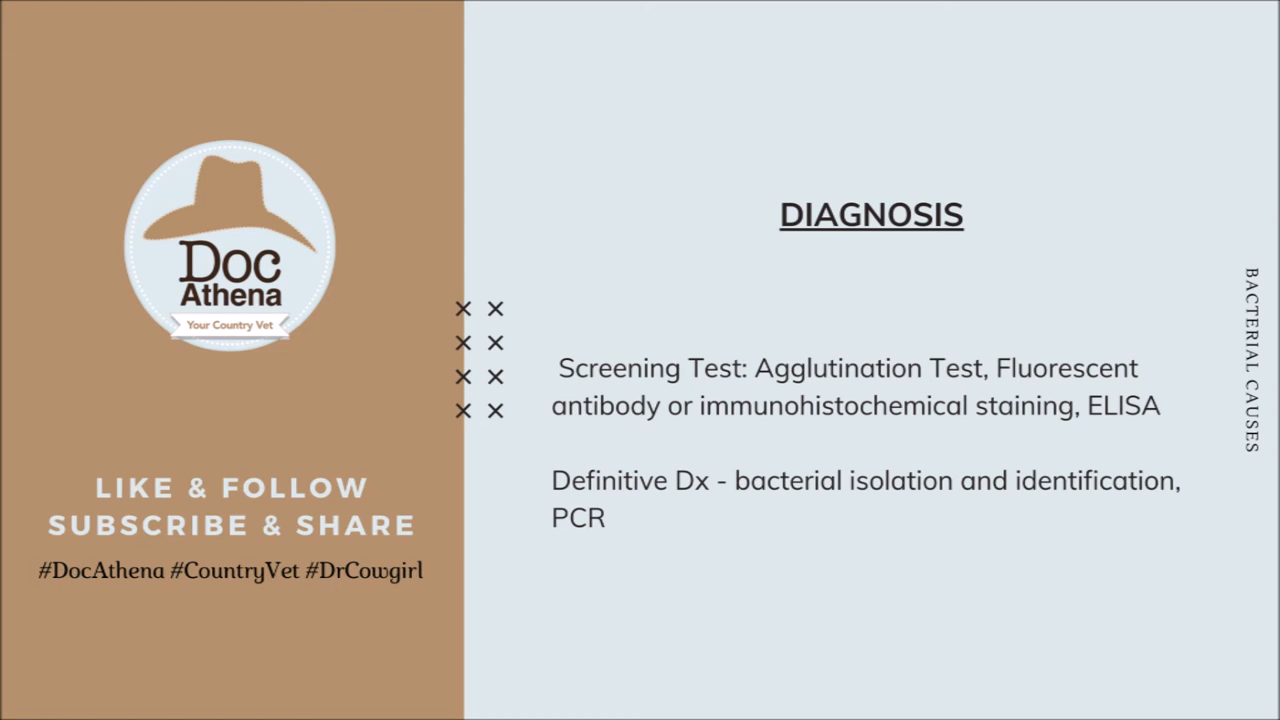 Doc
Athena
Your Country Vet
LIKE & FOLLOW
SUBSCRIBE & SHARE
#DocAthena #CountryVet #DrCowgirl
DIAGNOSIS
Screening Test: Agglutination Test, Fluorescent
antibody or immunohistochemical staining, ELISA
Definitive Dx - bacterial isolation and identification,
PCR
BACTERIAL CAUSES